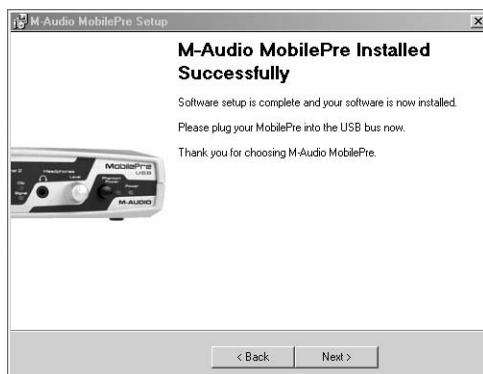 M-Audio MobilePre Setup
M-Audio MobilePre Installed
Successfully
Software setup is complete and your software is now installed.
Please plug your MobilePre into the USB bus now.
Thank you for choosing M-Audio MobilePre.
MobilePre
USB
Headphones
Level
Phantom
Power
Power
Clip
Signal
M-AUDIO
< Back
Next >